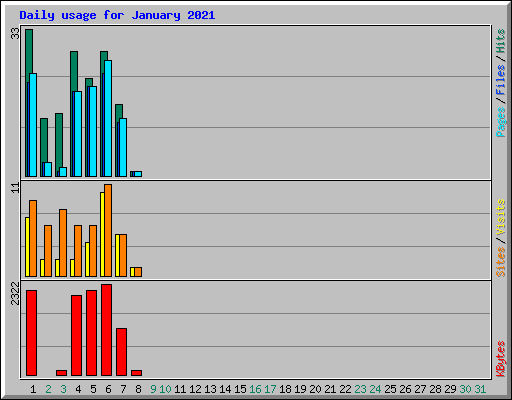 Daily usage for January 2021
33
Pages/Files/Hits
11
Sites/Visits
2322
KBytes
1 2 3 4 5 6 7 8 9 10 11 12 13 14 15 16 17 18 19 20 21 22 23 24 25 26 27 28 29 30 31